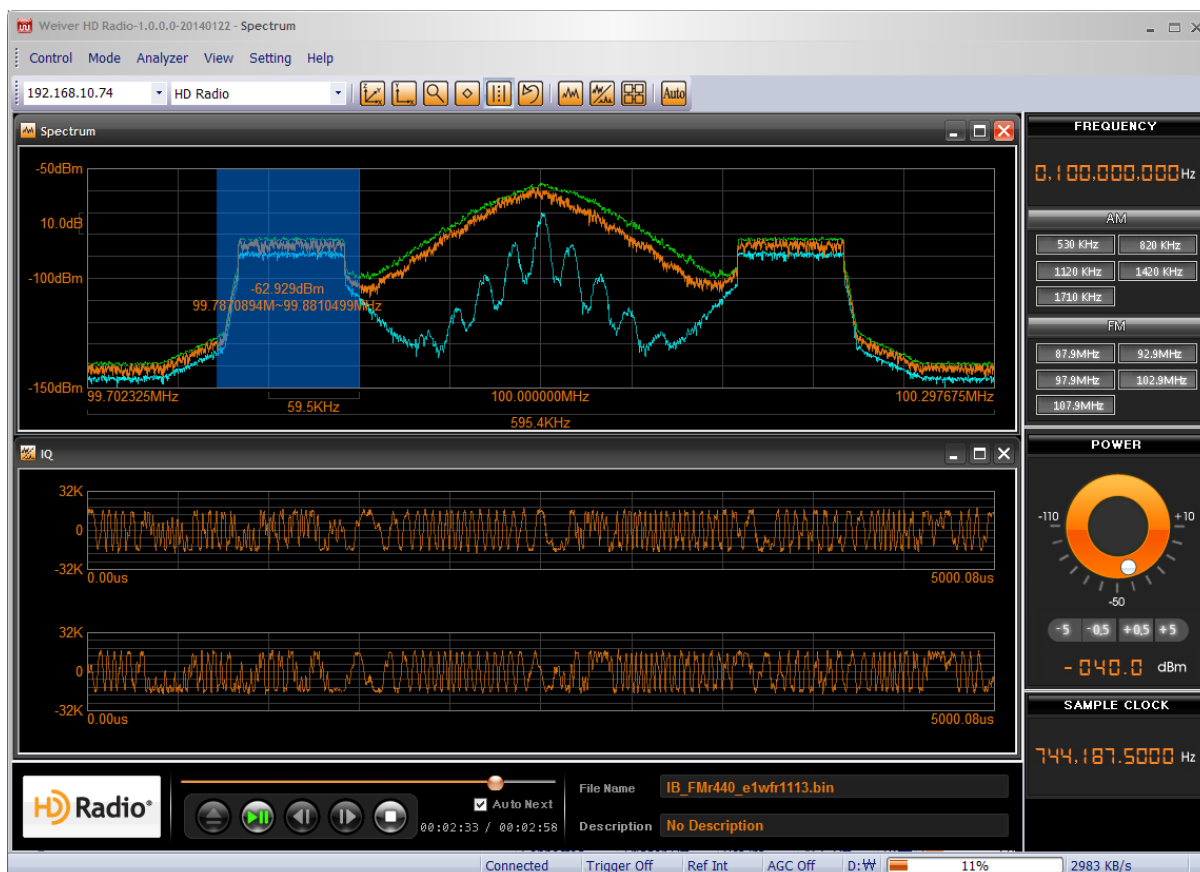 Weiver HD Radio-1.0.0.0-20140122 - Spectrum
Control Mode Analyzer View Setting Help
192.168.10.74 HD Radio Auto
Spectrum
-50dBm
10.0dB
-100dBm
-62.929dBm
99.7870894M~99.8810499MHz
-150dBm
99.702325MHz 100.000000MHz 100.297675MHz
59.5KHz
595.4KHz
IQ
32K
0
-32K
0.00us 5000.08us
32K
0
-32K
0.00us 5000.08us
FREQUENCY
0,100,000,000 Hz
AM
530 KHz 820 KHz
1120 KHz 1420 KHz
1710 KHz
FM
87.9MHz 92.9MHz
97.9MHz 102.9MHz
107.9MHz
POWER
-110 +10
-50
-5 -0,5 +0,5 +5
-040.0 dBm
SAMPLE CLOCK
744,187.5000 Hz
HD Radio®
Auto Next
00:02:33 / 00:02:58
File Name IB_FMr440_e1wfr1113.bin
Description No Description
Connected Trigger Off Ref Int AGC Off D:₩ 11% 2983 KB/s